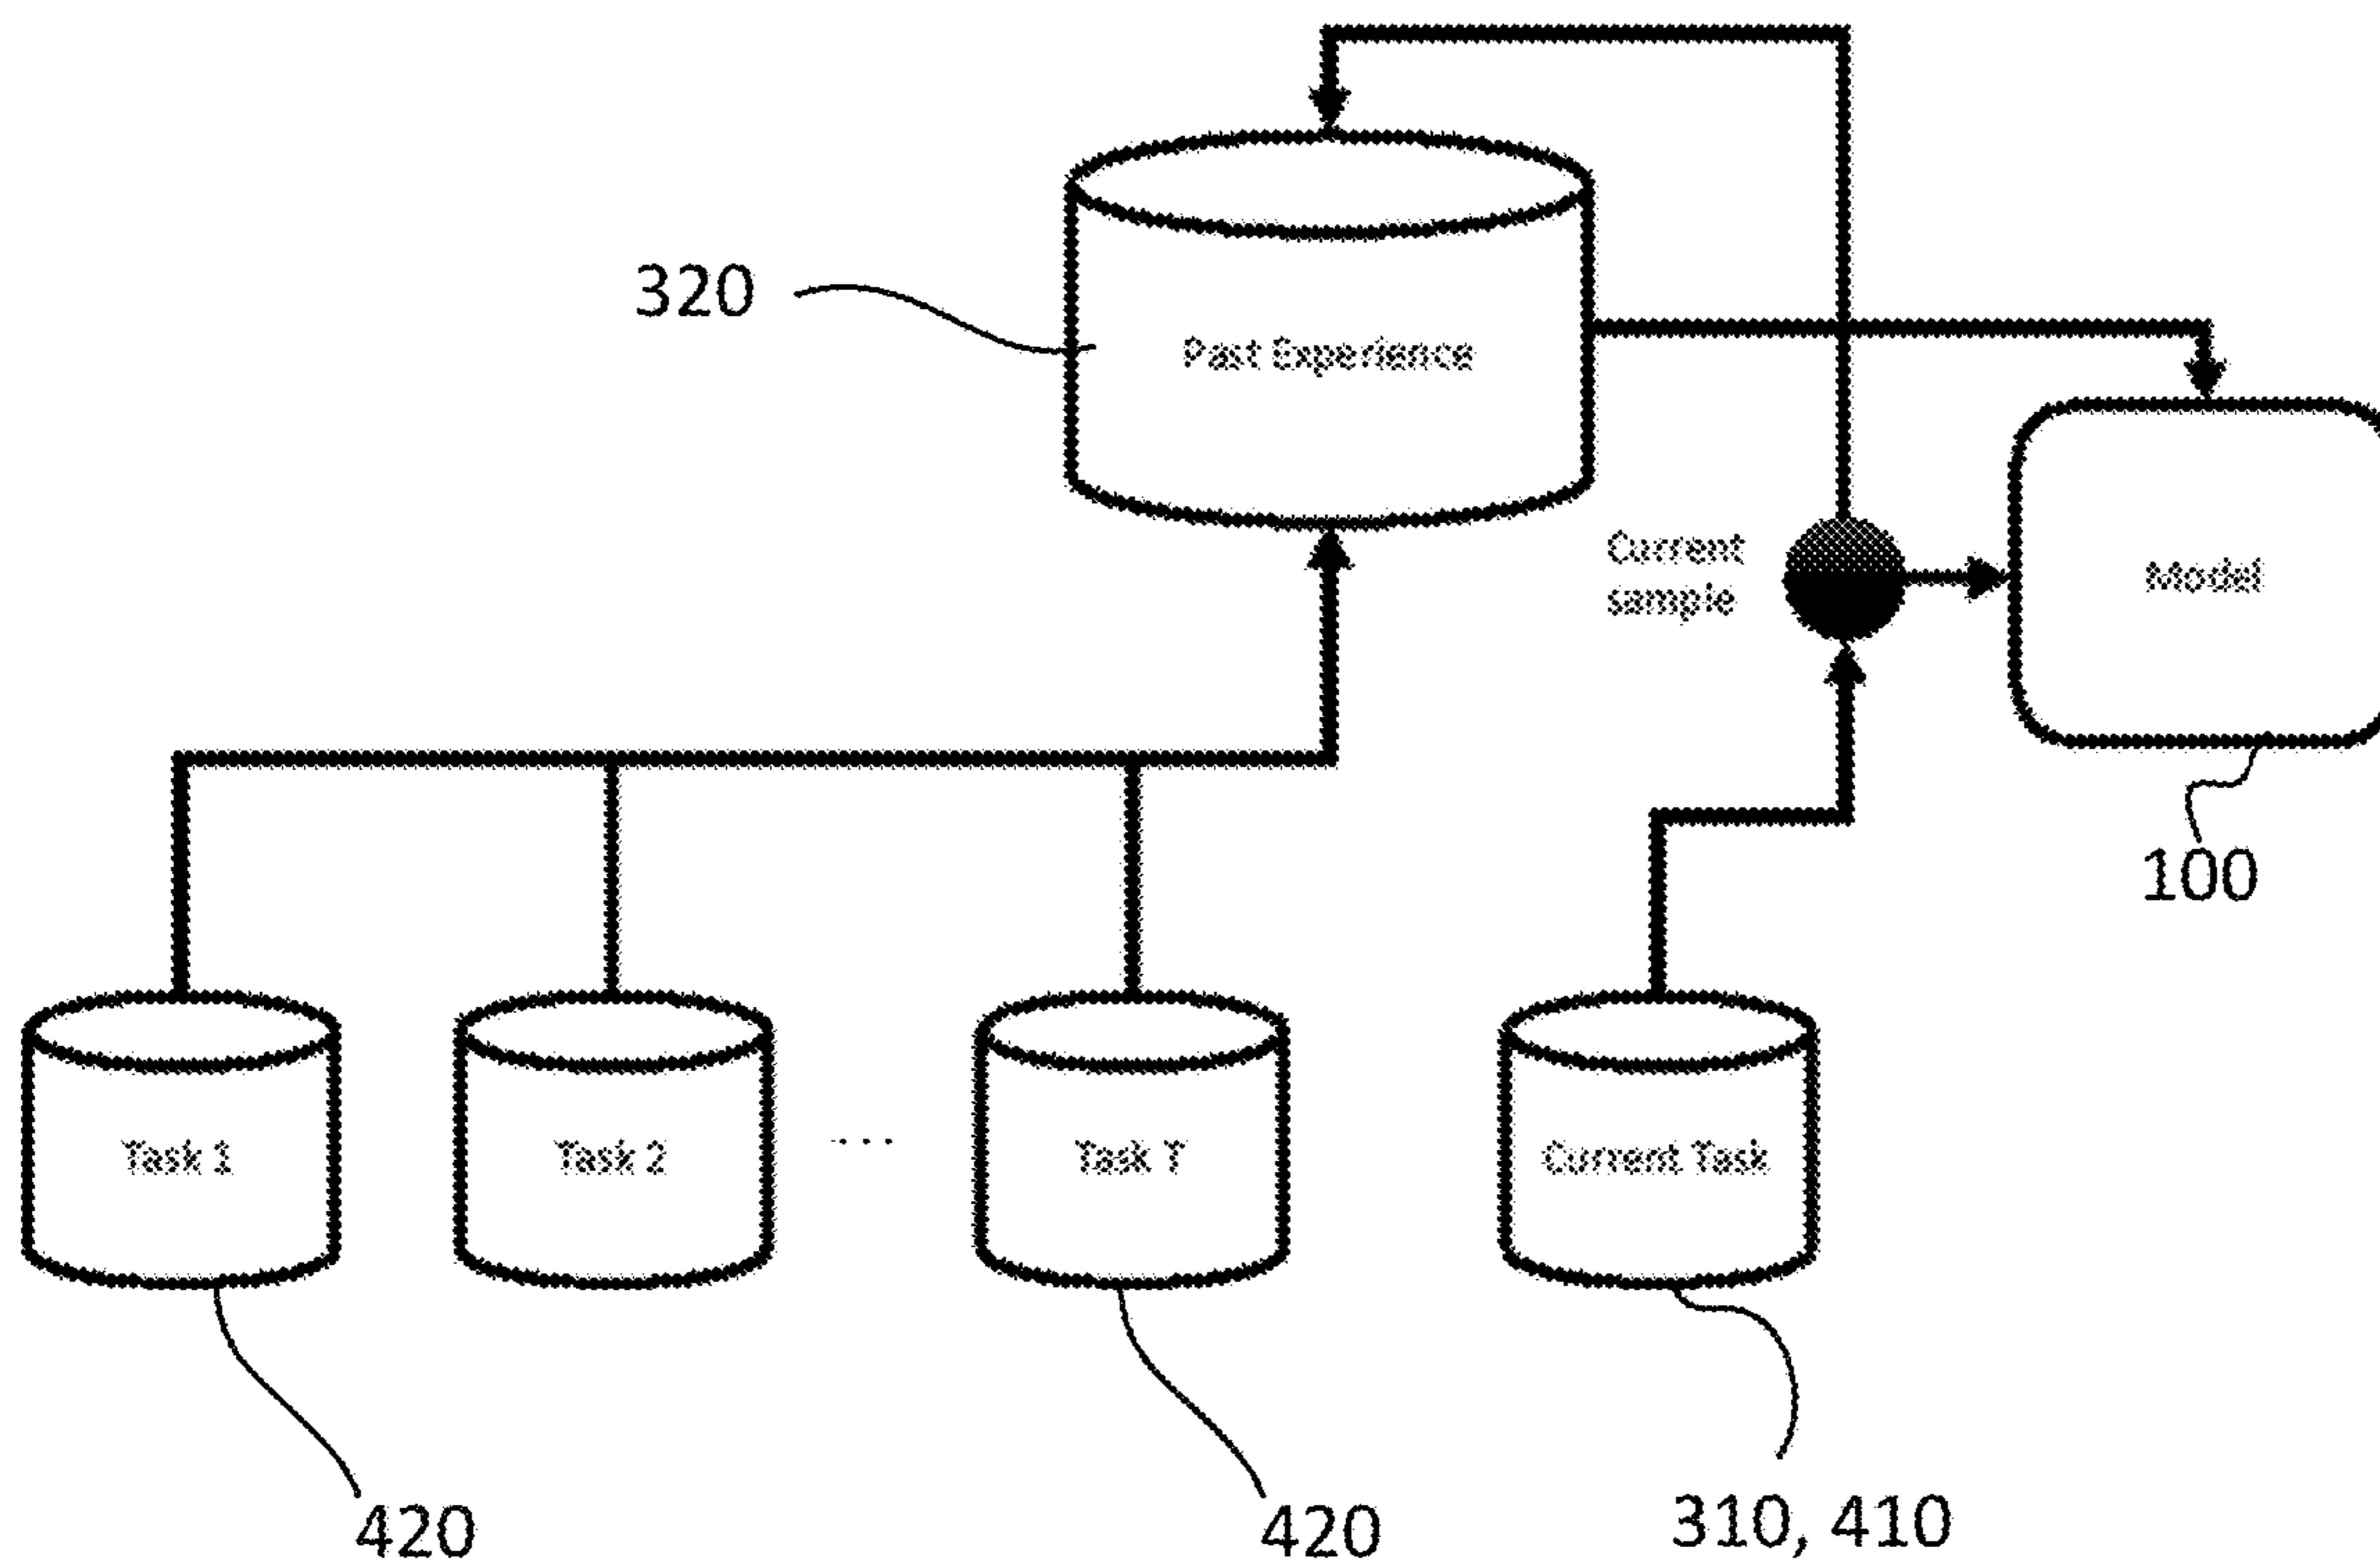 320
Past Experience
Current
sample
Model
100
Task 1
Task 2
. . .
Task T
Current Task
420
420
310, 410